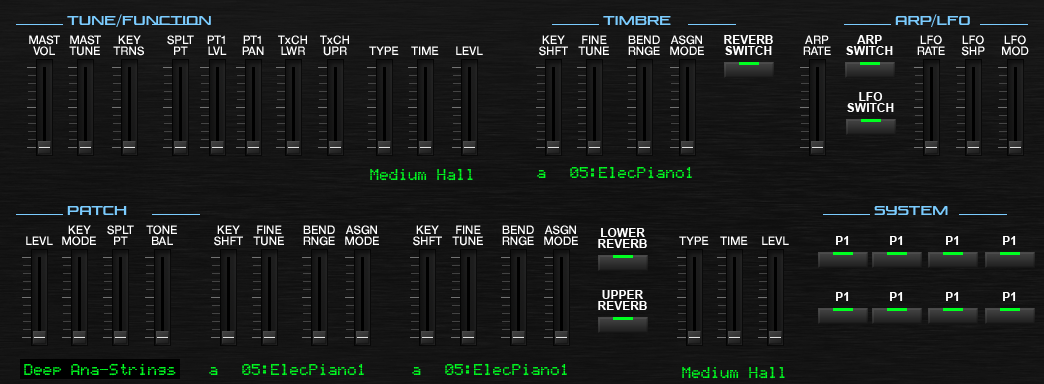 TUNE/FUNCTION
MAST VOL
MAST TUNE
KEY TRNS
SPLT PT
PT1 LVL
PT1 PAN
TxCH LWR
TxCH UPR
TYPE
TIME
LEVL
Medium Hall
TIMBRE
KEY SHFT
FINE TUNE
BEND RNGE
ASGN MODE
REVERB SWITCH
a 05:ElecPiano1
ARP/LFO
ARP RATE
ARP SWITCH
LFO SWITCH
LFO RATE
LFO SHP
LFO MOD
PATCH
LEVL
KEY MODE
SPLT PT
TONE BAL
Deep Ana-Strings
KEY SHFT
FINE TUNE
BEND RNGE
ASGN MODE
a 05:ElecPiano1
KEY SHFT
FINE TUNE
BEND RNGE
ASGN MODE
a 05:ElecPiano1
LOWER REVERB
UPPER REVERB
TYPE
TIME
LEVL
Medium Hall
SYSTEM
P1 P1 P1 P1
P1 P1 P1 P1